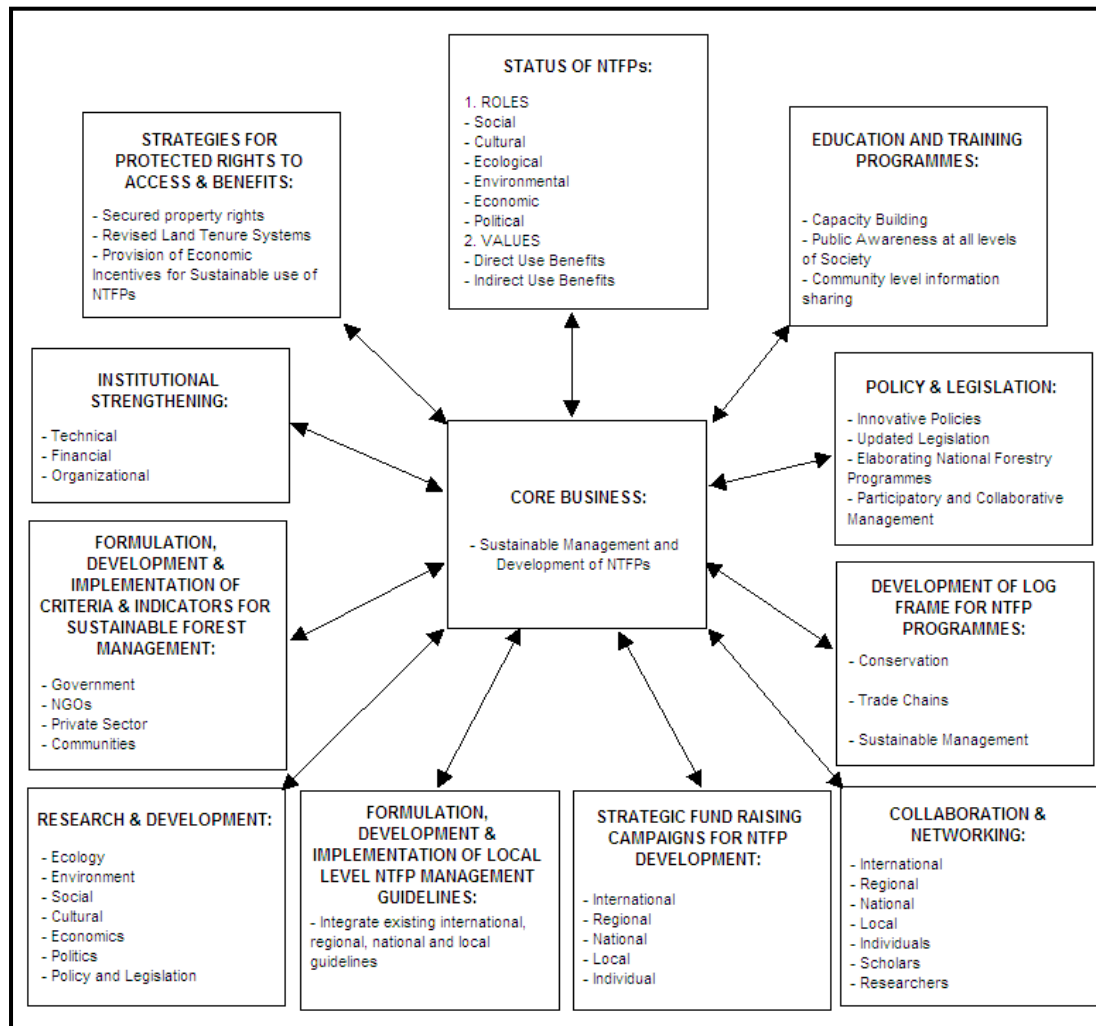 STATUS OF NTFPs:
1. ROLES
- Social
- Cultural
- Ecological
- Environmental
- Economic
- Political
2. VALUES
- Direct Use Benefits
- Indirect Use Benefits
STRATEGIES FOR
PROTECTED RIGHTS TO
ACCESS & BENEFITS:
- Secured property rights
- Revised Land Tenure Systems
- Provision of Economic
Incentives for Sustainable use of
NTFPs
EDUCATION AND TRAINING
PROGRAMMES:
- Capacity Building
- Public Awareness at all levels
of Society
- Community level information
sharing
INSTITUTIONAL
STRENGTHENING:
- Technical
- Financial
- Organizational
POLICY & LEGISLATION:
- Innovative Policies
- Updated Legislation
- Elaborating National Forestry
Programmes
- Participatory and Collaborative
Management
CORE BUSINESS:
- Sustainable Management and
Development of NTFPs
FORMULATION,
DEVELOPMENT &
IMPLEMENTATION OF
CRITERIA & INDICATORS FOR
SUSTAINABLE FOREST
MANAGEMENT:
- Government
- NGOs
- Private Sector
- Communities
DEVELOPMENT OF LOG
FRAME FOR NTFP
PROGRAMMES:
- Conservation
- Trade Chains
- Sustainable Management
RESEARCH & DEVELOPMENT:
- Ecology
- Environment
- Social
- Cultural
- Economics
- Politics
- Policy and Legislation
FORMULATION,
DEVELOPMENT &
IMPLEMENTATION OF LOCAL
LEVEL NTFP MANAGEMENT
GUIDELINES:
- Integrate existing international,
regional, national and local
guidelines
STRATEGIC FUND RAISING
CAMPAIGNS FOR NTFP
DEVELOPMENT:
- International
- Regional
- National
- Local
- Individual
COLLABORATION &
NETWORKING:
- International
- Regional
- National
- Local
- Individuals
- Scholars
- Researchers